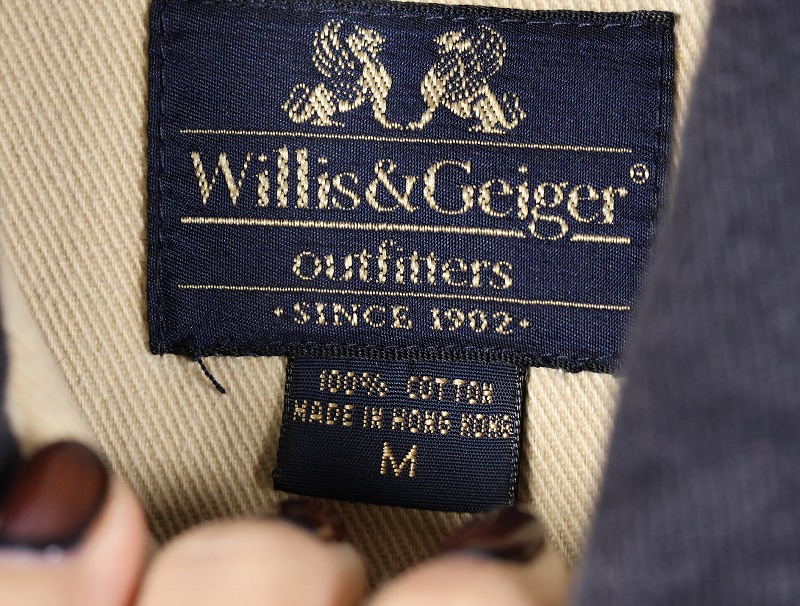 Willis&Geiger®
outfitters
·SINCE 1902·
100% COTTON
MADE IN HONG KONG
M